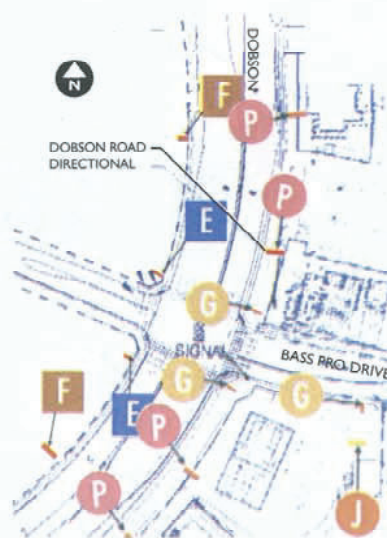 DOBSON
N
F
P
DOBSON ROAD
DIRECTIONAL
P
E
G
SIGNAL
BASS PRO DRIVE
G
G
F
E
P
P
J